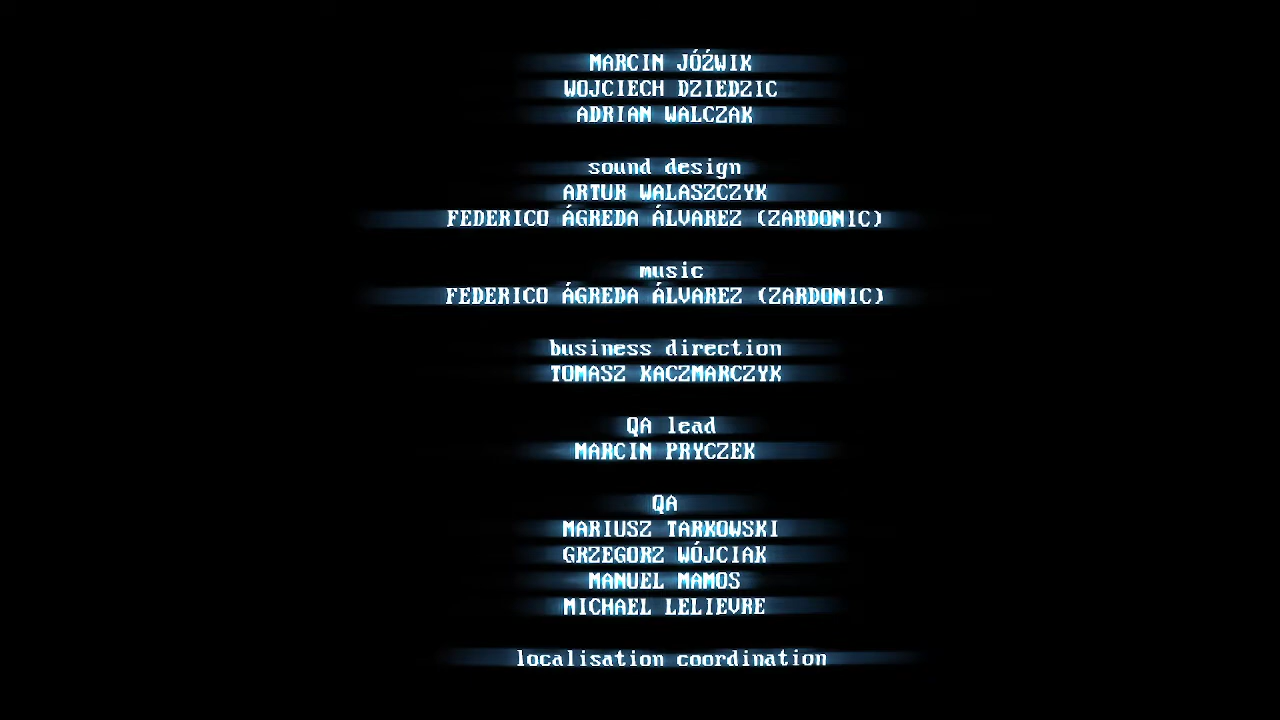 MARCIN JÓŹWIK
WOJCIECH DZIEDZIC
ADRIAN WALCZAK
sound design
ARTUR WALASZCZYK
FEDERICO ÁGREDA ÁLVAREZ (ZARDONIC)
music
FEDERICO ÁGREDA ÁLVAREZ (ZARDONIC)
business direction
TOMASZ KACZMARCZYK
QA lead
MARCIN PRYCZEK
QA
MARIUSZ TARKOWSKI
GRZEGORZ WÓJCIAK
MANUEL MAMOS
MICHAEL LELIEVRE
localisation coordination